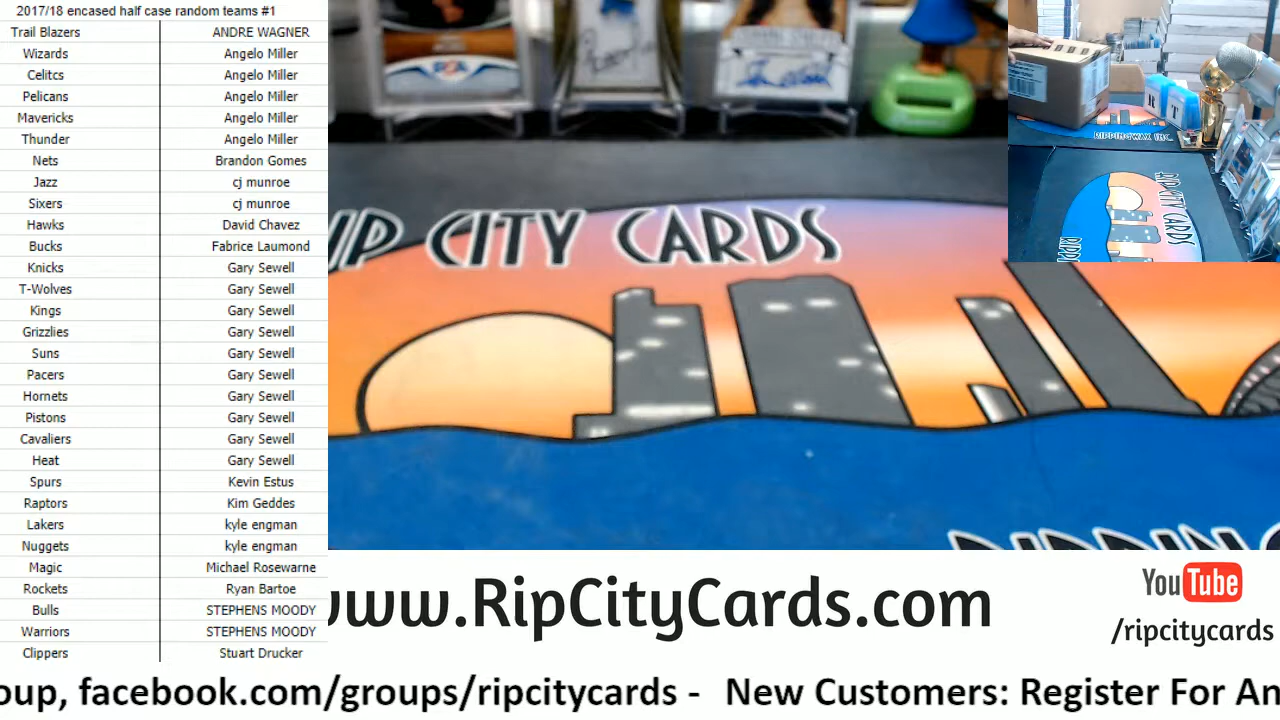 2017/18 encased half case random teams #1
Trail Blazers ANDRE WAGNER
Wizards Angelo Miller
Celitcs Angelo Miller
Pelicans Angelo Miller
Mavericks Angelo Miller
Thunder Angelo Miller
Nets Brandon Gomes
Jazz cj munroe
Sixers cj munroe
Hawks David Chavez
Bucks Fabrice Laumond
Knicks Gary Sewell
T-Wolves Gary Sewell
Kings Gary Sewell
Grizzlies Gary Sewell
Suns Gary Sewell
Pacers Gary Sewell
Hornets Gary Sewell
Pistons Gary Sewell
Cavaliers Gary Sewell
Heat Gary Sewell
Spurs Kevin Estus
Raptors Kim Geddes
Lakers kyle engman
Nuggets kyle engman
Magic Michael Rosewarne
Rockets Ryan Bartoe
Bulls STEPHENS MOODY
Warriors STEPHENS MOODY
Clippers Stuart Drucker
IP CITY CARDS
R T
RIPPINGWAX INC.
RIP CITY CARDS
www.RipCityCards.com
YouTube
/ripcitycards
oup, facebook.com/groups/ripcitycards - New Customers: Register For An